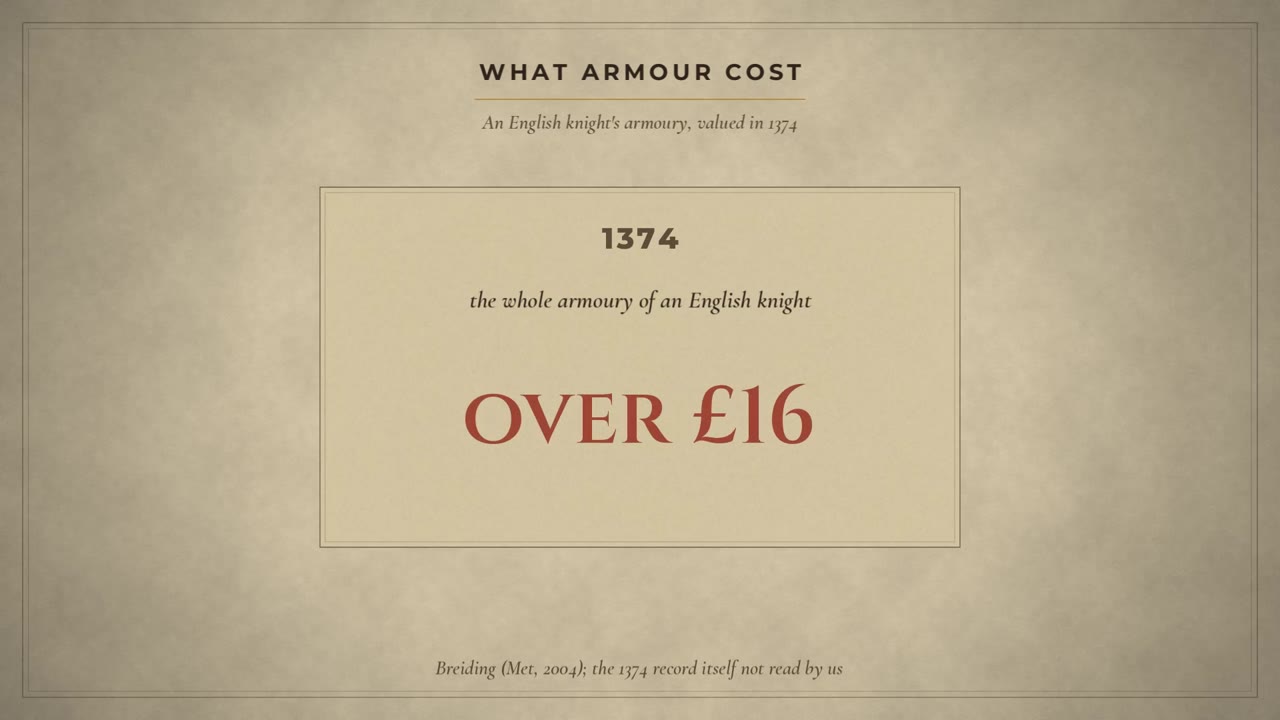 WHAT ARMOUR COST
An English knight's armoury, valued in 1374
1374
the whole armoury of an English knight
OVER £16
Breiding (Met, 2004); the 1374 record itself not read by us